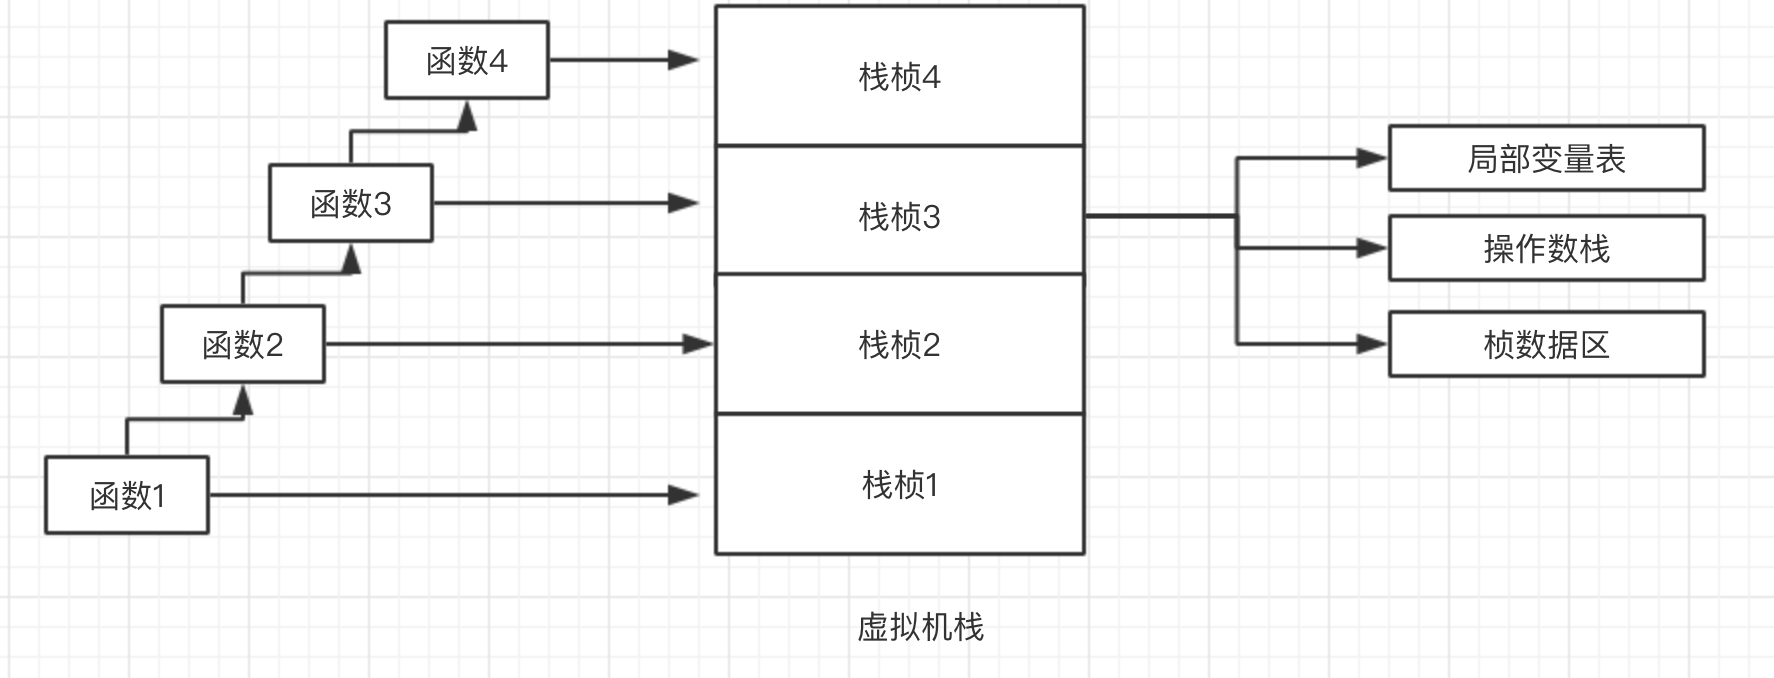 函数4
栈桢4
局部变量表
函数3
栈桢3
操作数栈
函数2
栈桢2
桢数据区
函数1
栈桢1
虚拟机栈